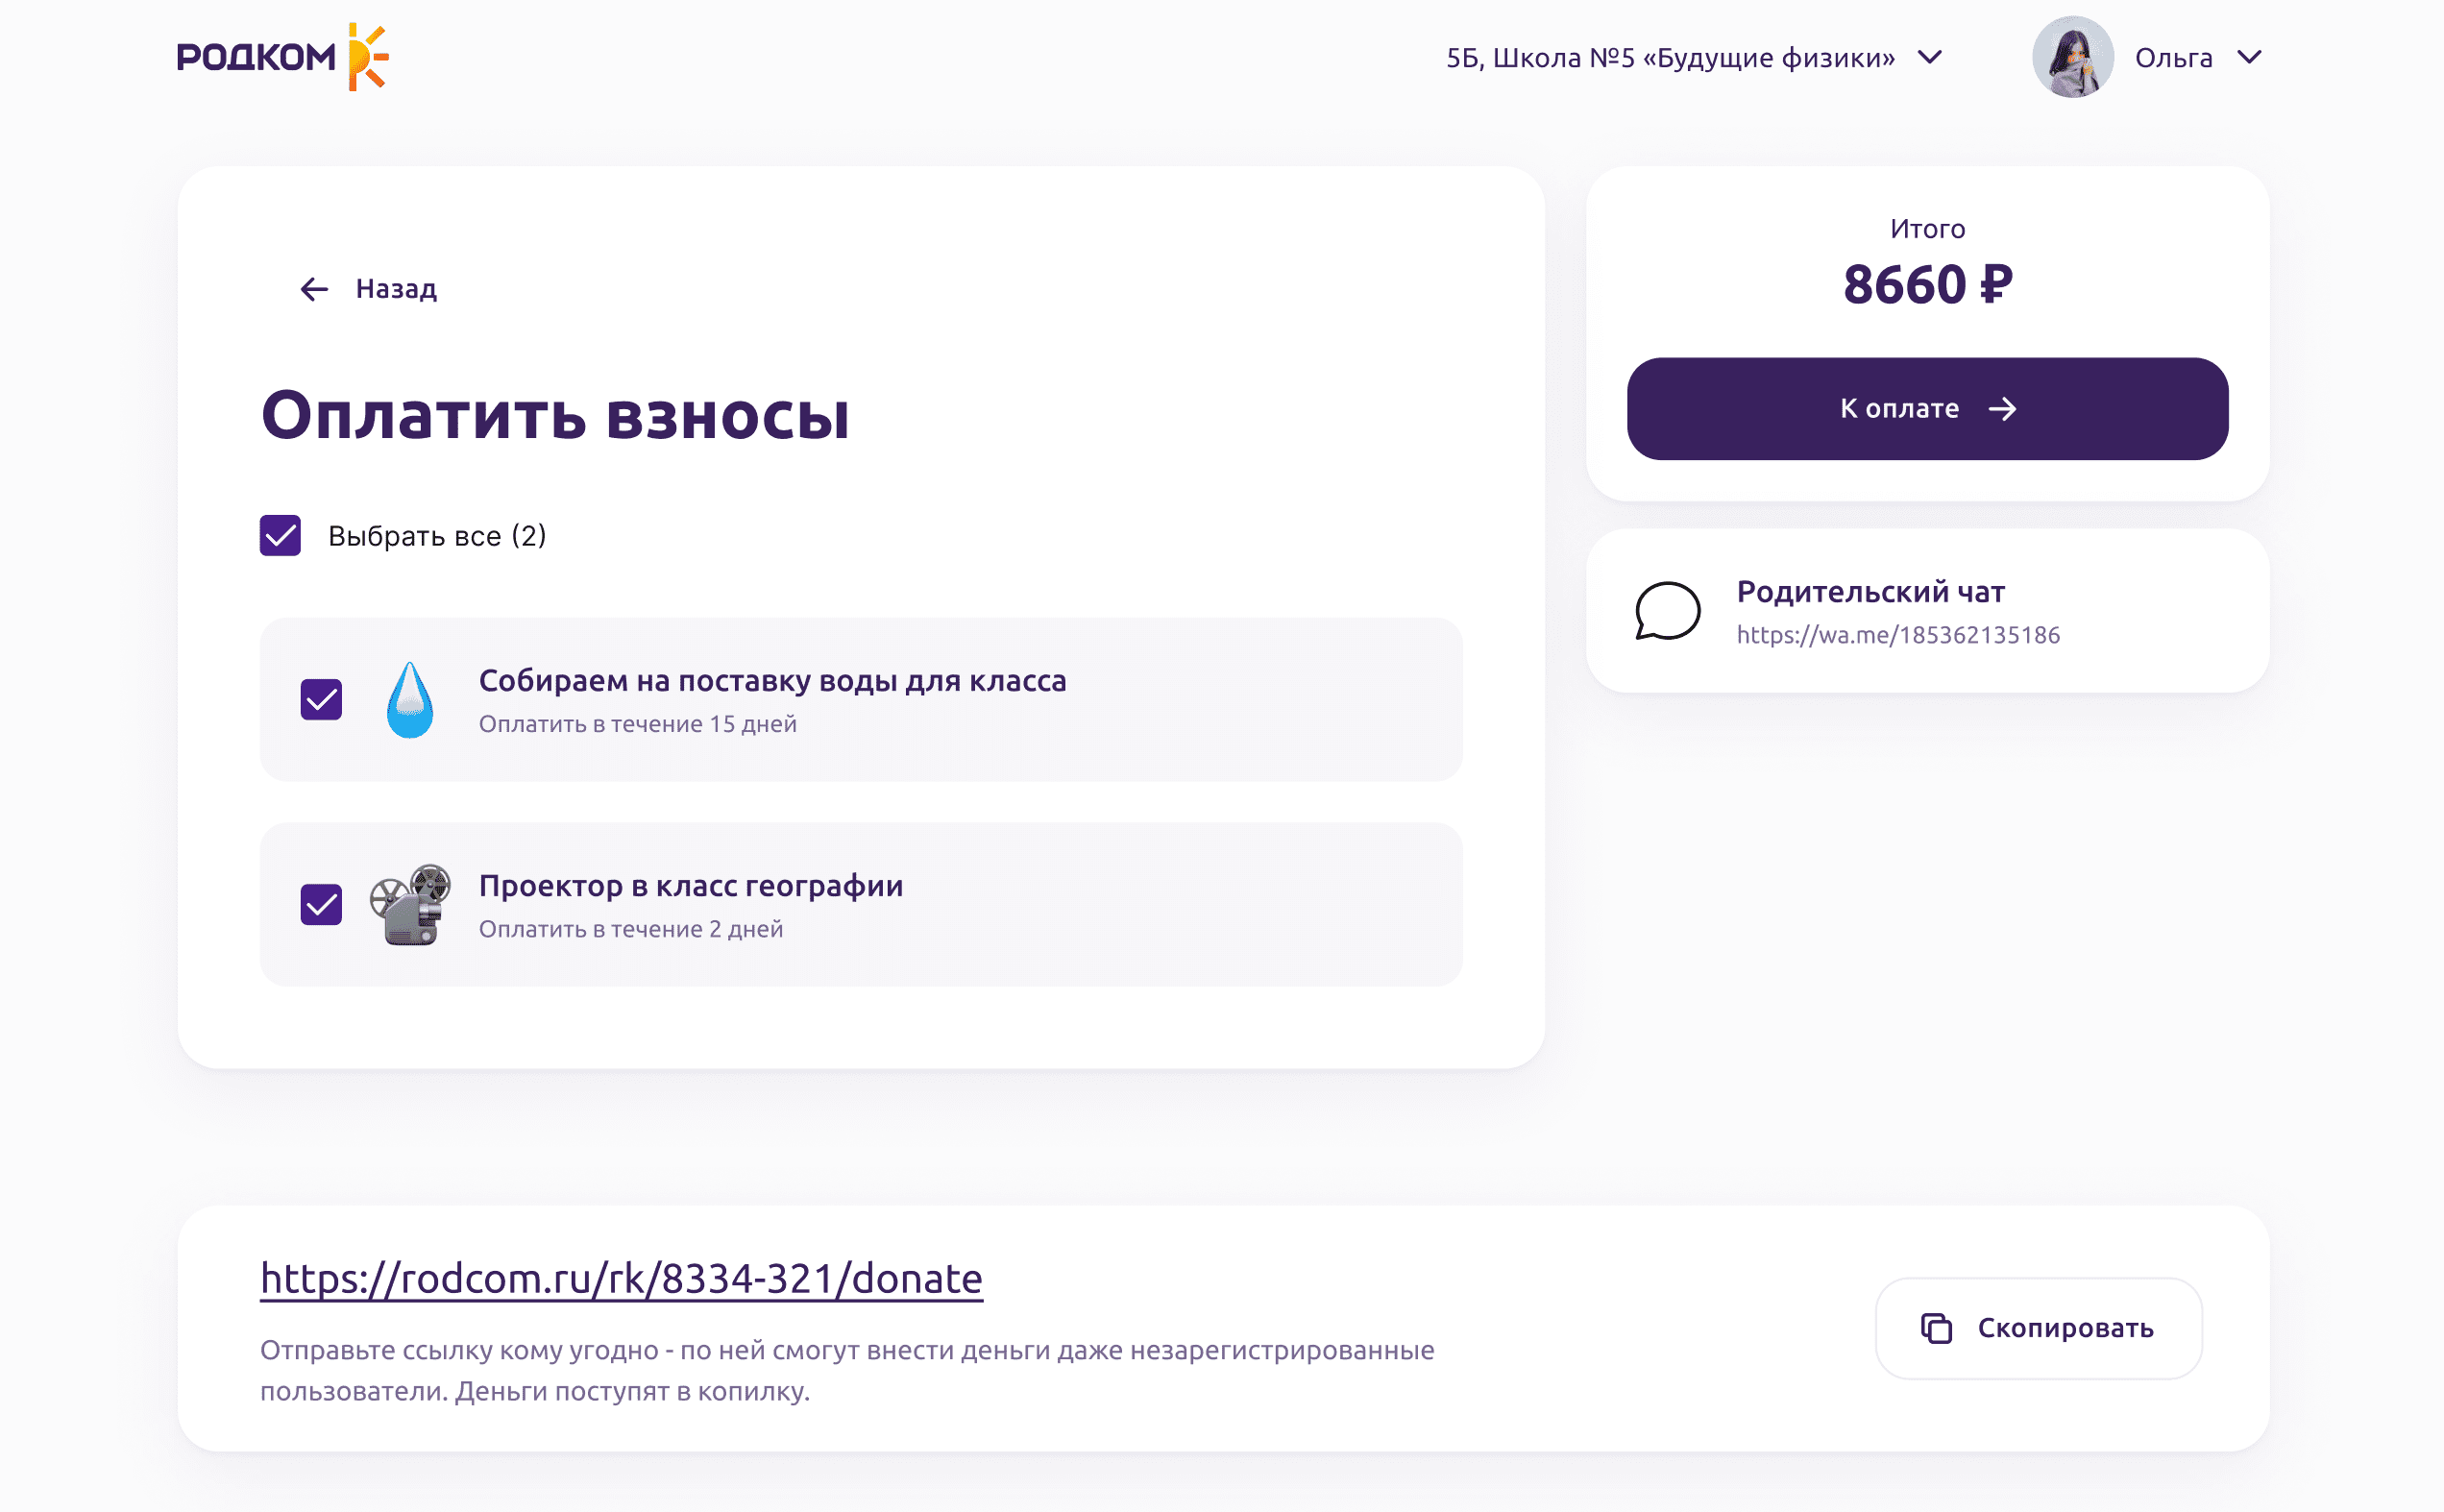 РОДКОМ
5Б, Школа №5 «Будущие физики»
Ольга
Назад
Оплатить взносы
Выбрать все (2)
Собираем на поставку воды для класса
Оплатить в течение 15 дней
Проектор в класс географии
Оплатить в течение 2 дней
Итого
8660 ₽
К оплате
Родительский чат
https://wa.me/185362135186
https://rodcom.ru/rk/8334-321/donate
Отправьте ссылку кому угодно - по ней смогут внести деньги даже незарегистрированные
пользователи. Деньги поступят в копилку.
Скопировать